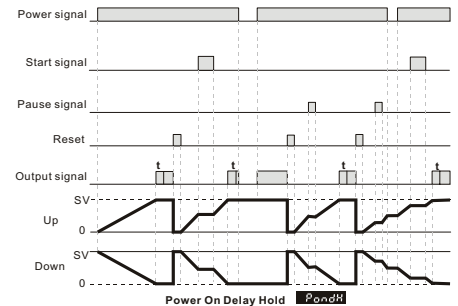 Power signal
Start signal
Pause signal
Reset
t
t
t
t
Output signal
SV
Up
0
SV
Down
0
Power On Delay Hold PondH